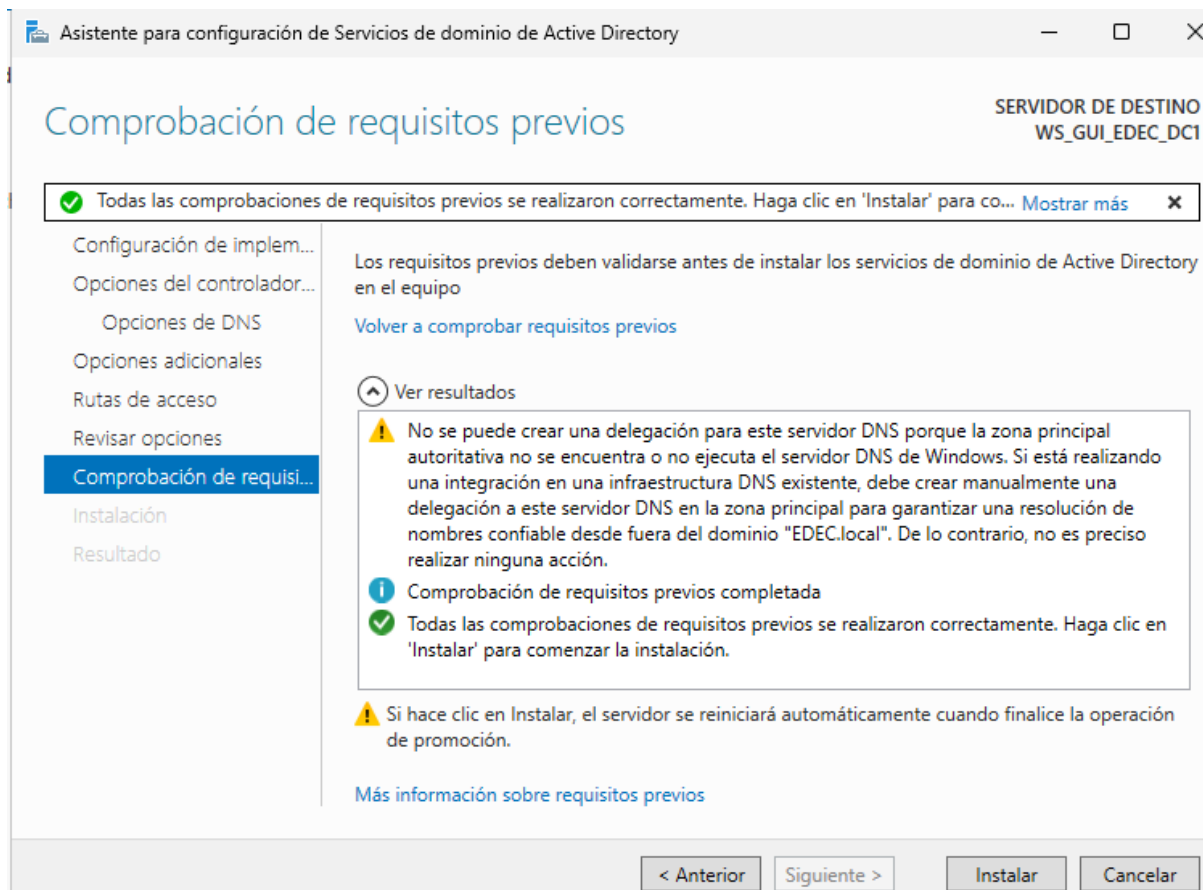 Asistente para configuración de Servicios de dominio de Active Directory
Comprobación de requisitos previos
SERVIDOR DE DESTINO
WS_GUI_EDEC_DC1
Todas las comprobaciones de requisitos previos se realizaron correctamente. Haga clic en 'Instalar' para co... Mostrar más
Configuración de implem...
Opciones del controlador...
Opciones de DNS
Opciones adicionales
Rutas de acceso
Revisar opciones
Comprobación de requisi...
Instalación
Resultado
Los requisitos previos deben validarse antes de instalar los servicios de dominio de Active Directory
en el equipo
Volver a comprobar requisitos previos
Ver resultados
No se puede crear una delegación para este servidor DNS porque la zona principal
autoritativa no se encuentra o no ejecuta el servidor DNS de Windows. Si está realizando
una integración en una infraestructura DNS existente, debe crear manualmente una
delegación a este servidor DNS en la zona principal para garantizar una resolución de
nombres confiable desde fuera del dominio "EDEC.local". De lo contrario, no es preciso
realizar ninguna acción.
Comprobación de requisitos previos completada
Todas las comprobaciones de requisitos previos se realizaron correctamente. Haga clic en
'Instalar' para comenzar la instalación.
Si hace clic en Instalar, el servidor se reiniciará automáticamente cuando finalice la operación
de promoción.
Más información sobre requisitos previos
< Anterior
Siguiente >
Instalar
Cancelar